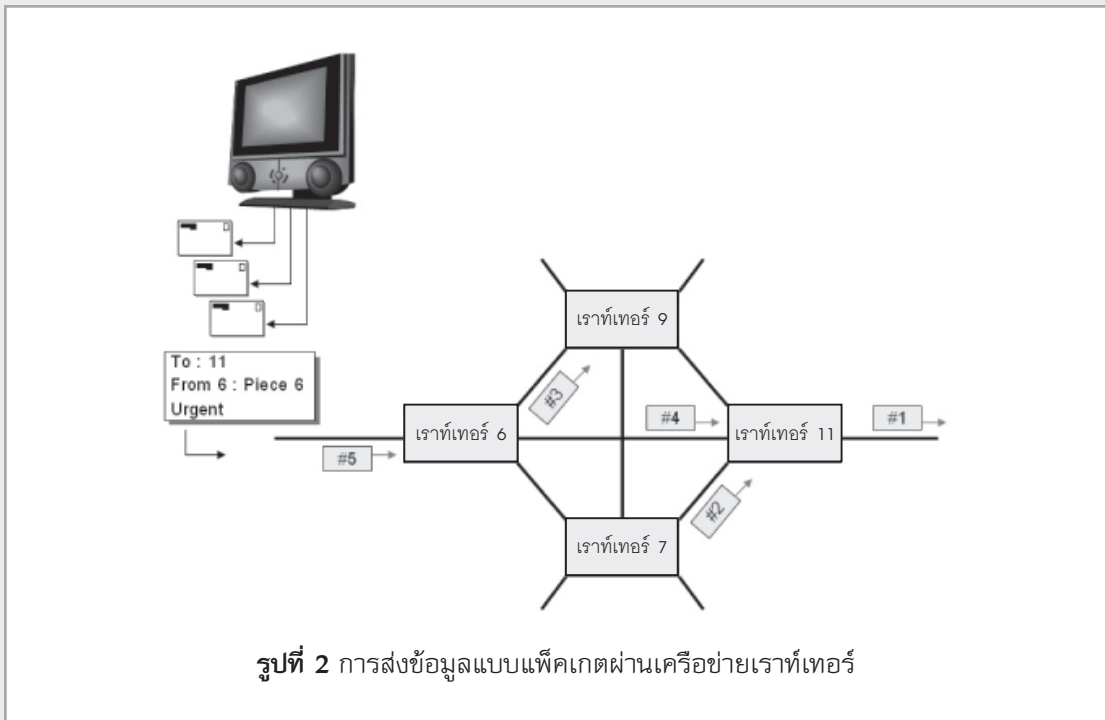 To : 11
From 6 : Piece 6
Urgent
เราท์เทอร์ 9
#3
เราท์เทอร์ 6
#4
เราท์เทอร์ 11
#1
#5
#2
เราท์เทอร์ 7
รูปที่ 2 การส่งข้อมูลแบบแพ็คเกตผ่านเครือข่ายเราท์เทอร์